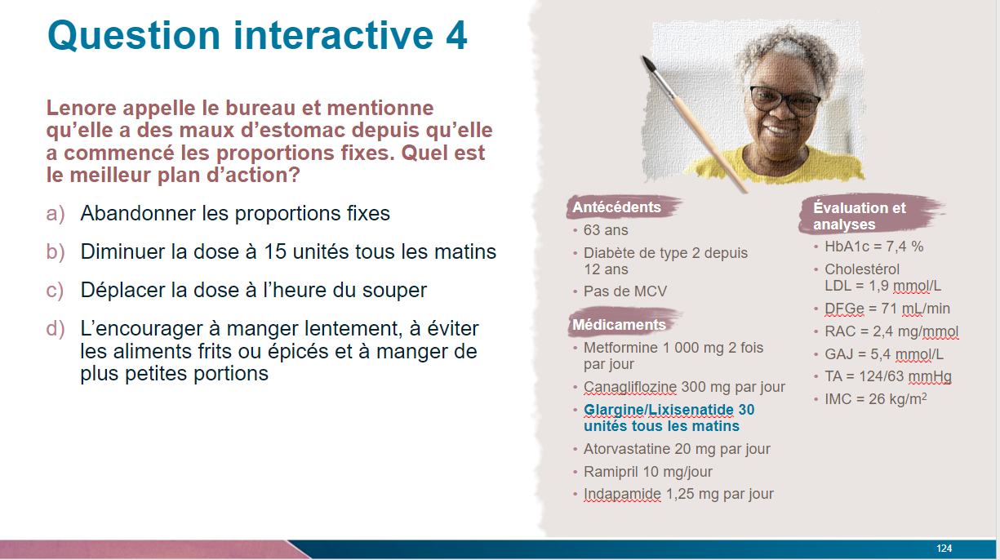 Question interactive 4
Lenore appelle le bureau et mentionne
qu’elle a des maux d’estomac depuis qu’elle
a commencé les proportions fixes. Quel est
le meilleur plan d’action?
a) Abandonner les proportions fixes
b) Diminuer la dose à 15 unités tous les matins
c) Déplacer la dose à l’heure du souper
d) L’encourager à manger lentement, à éviter
les aliments frits ou épicés et à manger de
plus petites portions
Antécédents
• 63 ans
• Diabète de type 2 depuis
12 ans
• Pas de MCV
Médicaments
• Metformine 1 000 mg 2 fois
par jour
• Canagliflozine 300 mg par jour
• Glargine/Lixisenatide 30
unités tous les matins
• Atorvastatine 20 mg par jour
• Ramipril 10 mg/jour
• Indapamide 1,25 mg par jour
Évaluation et
analyses
• HbA1c = 7,4 %
• Cholestérol
LDL = 1,9 mmol/L
• DFGe = 71 mL/min
• RAC = 2,4 mg/mmol
• GAJ = 5,4 mmol/L
• TA = 124/63 mmHg
• IMC = 26 kg/m²
124